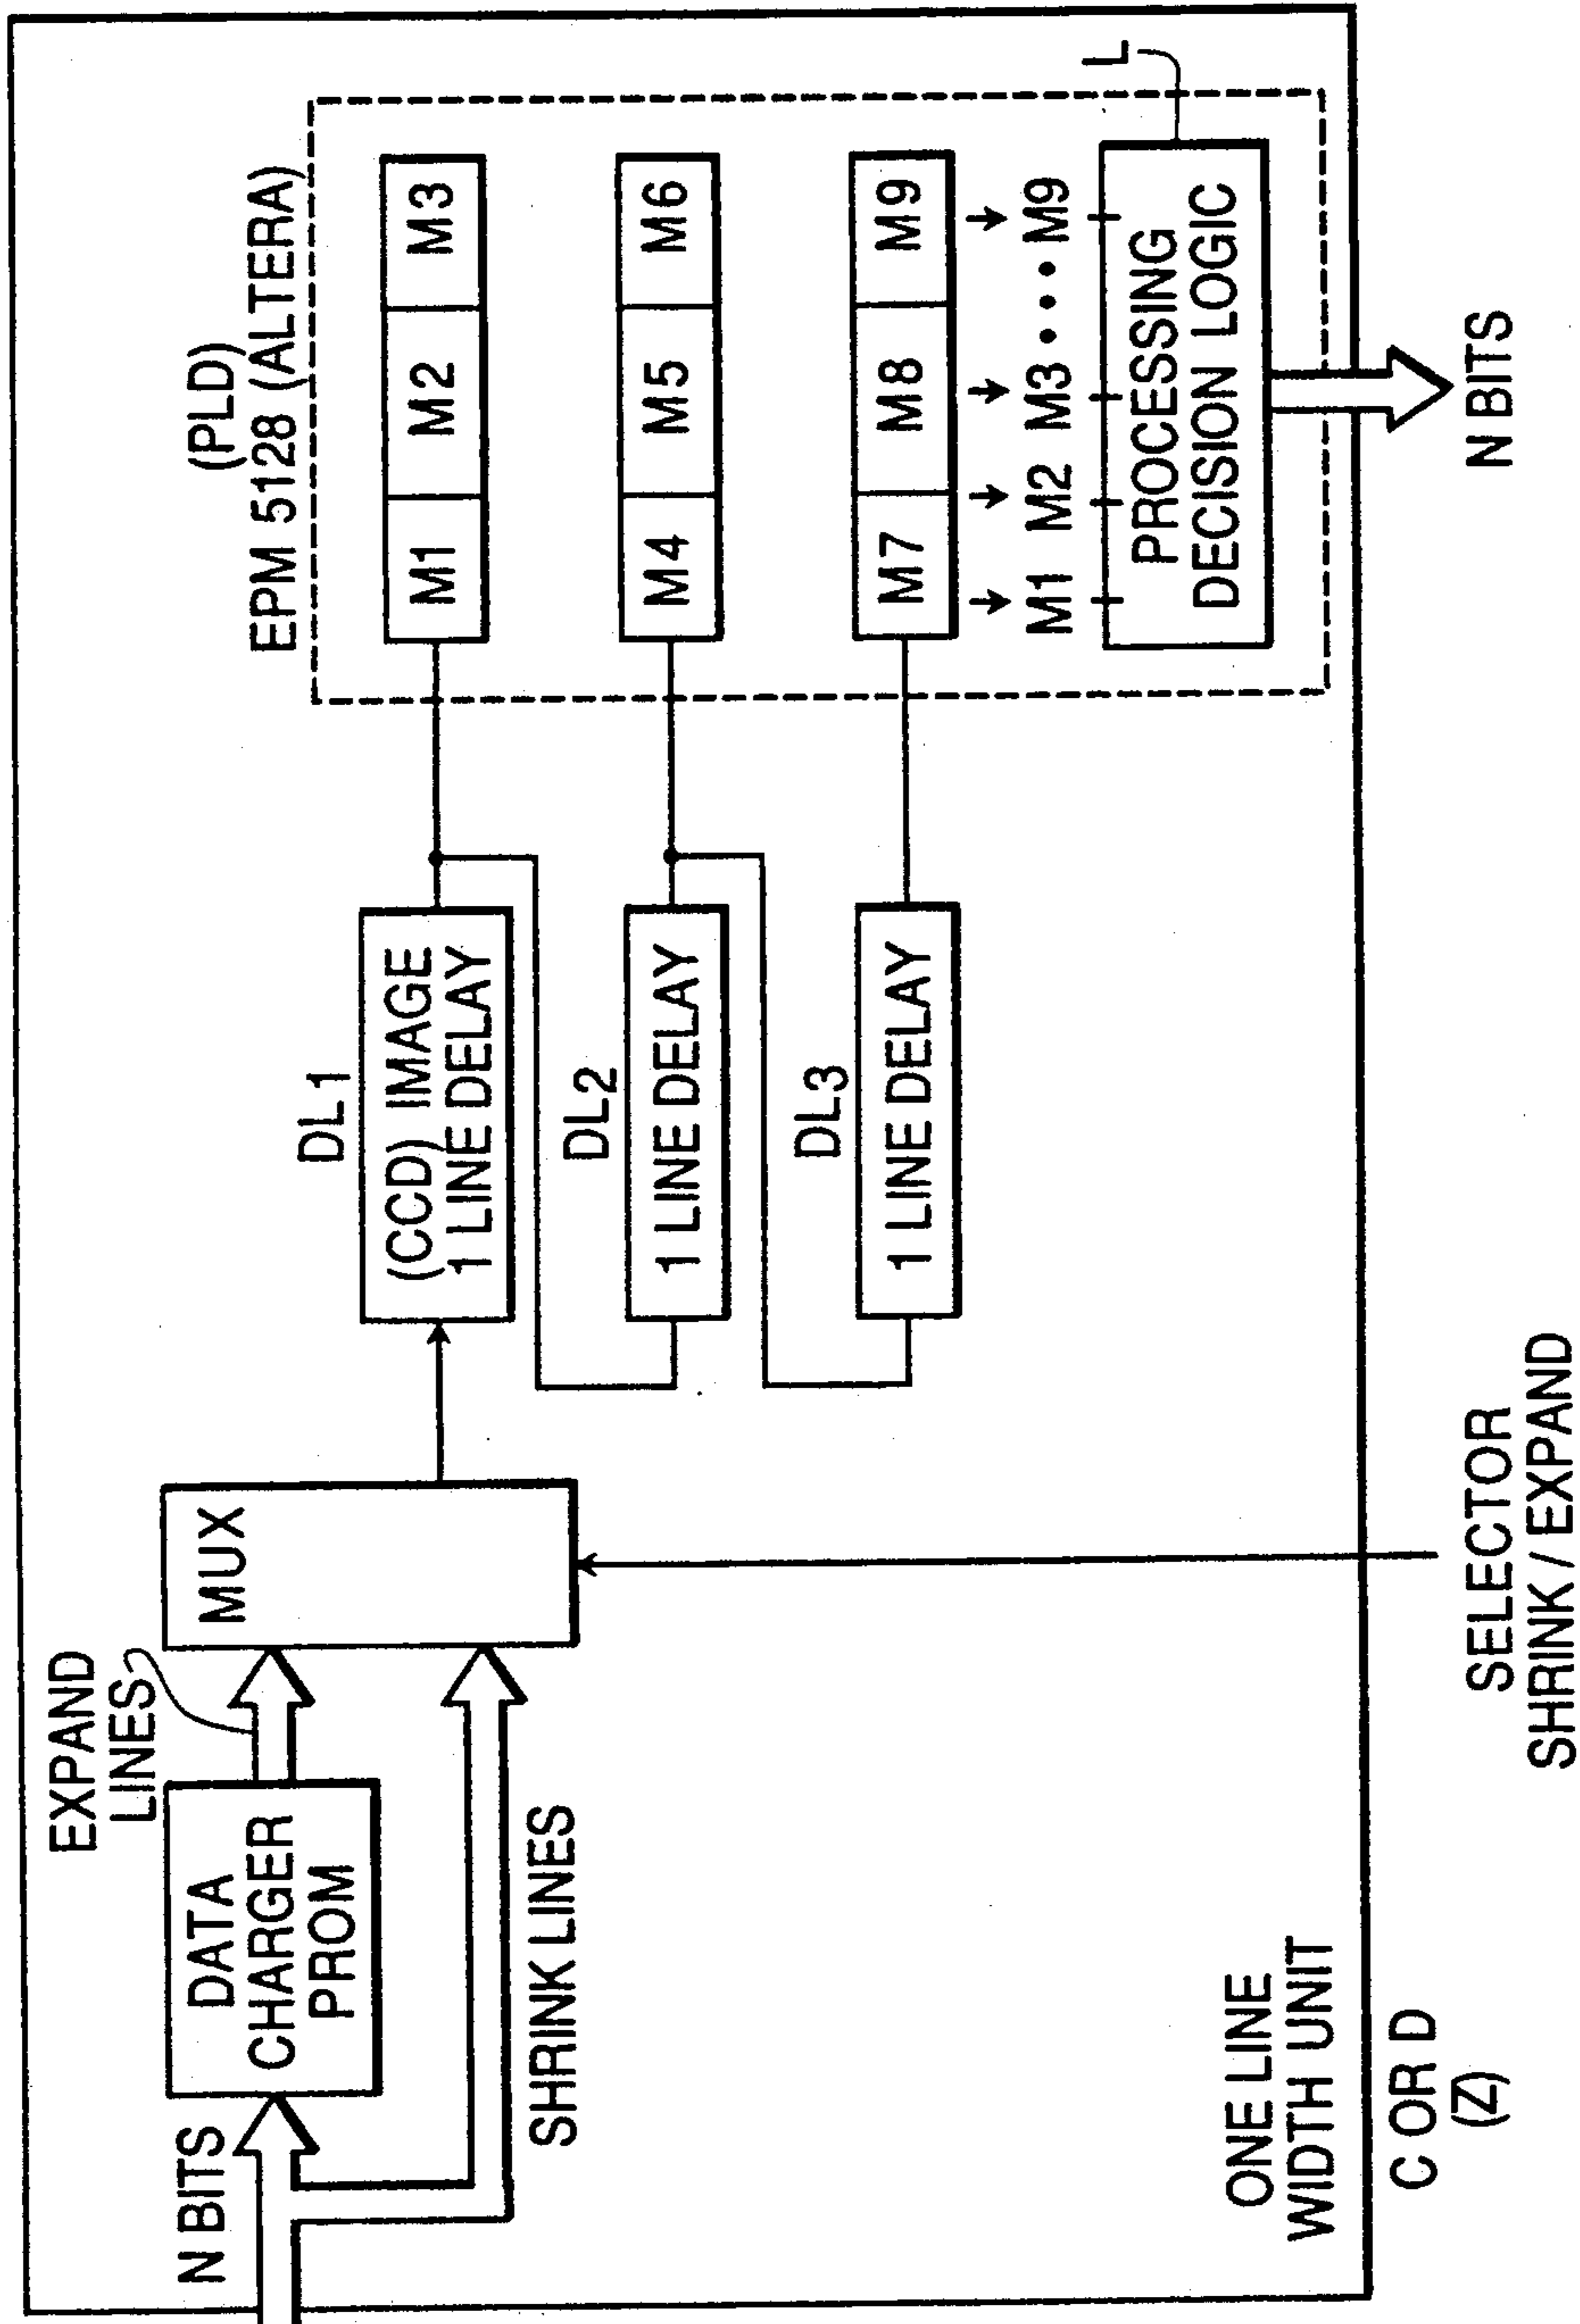 (PLD)
EPM 5128 (ALTERA)
N BITS
DATA
CHARGER
PROM
EXPAND
LINES
SHRINK LINES
MUX
DL1
(CCD) IMAGE
1 LINE DELAY
DL2
1 LINE DELAY
DL3
1 LINE DELAY
M1 M2 M3
M4 M5 M6
M7 M8 M9
M1 M2 M3 • • • M9
L
PROCESSING
DECISION LOGIC
ONE LINE
WIDTH UNIT
C OR D
(Z)
SELECTOR
SHRINK / EXPAND
N BITS